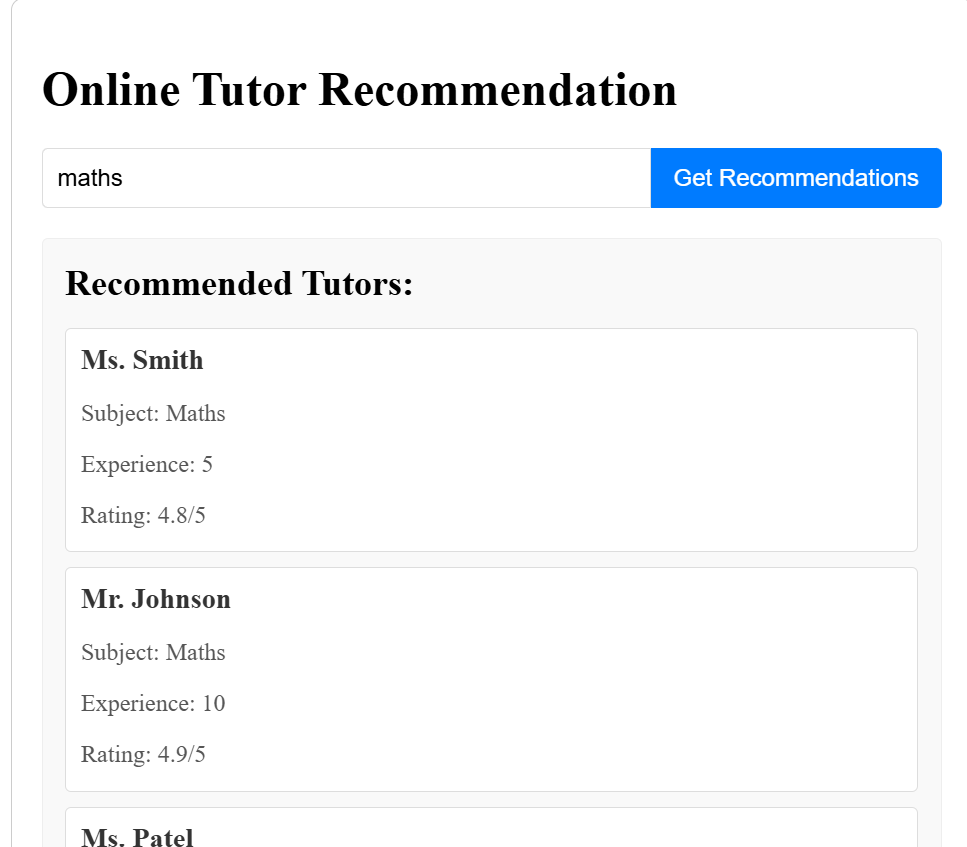 Online Tutor Recommendation
maths
Get Recommendations
Recommended Tutors:
Ms. Smith
Subject: Maths
Experience: 5
Rating: 4.8/5
Mr. Johnson
Subject: Maths
Experience: 10
Rating: 4.9/5
Ms. Patel